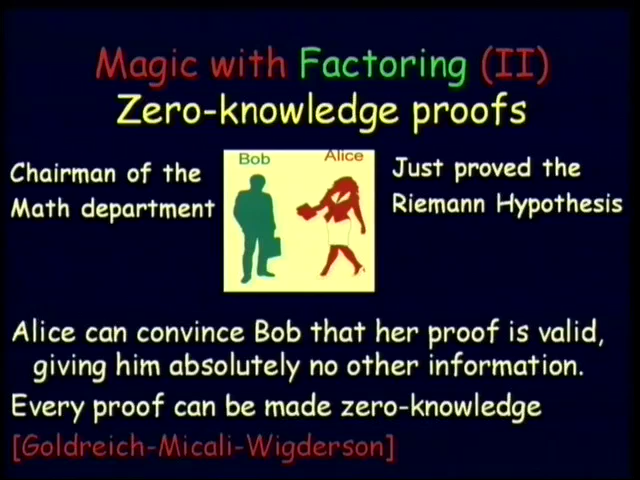 Magic with Factoring (II)
Zero-knowledge proofs
Chairman of the
Math department
Bob
Alice
Just proved the
Riemann Hypothesis
Alice can convince Bob that her proof is valid,
giving him absolutely no other information.
Every proof can be made zero-knowledge
[Goldreich-Micali-Wigderson]